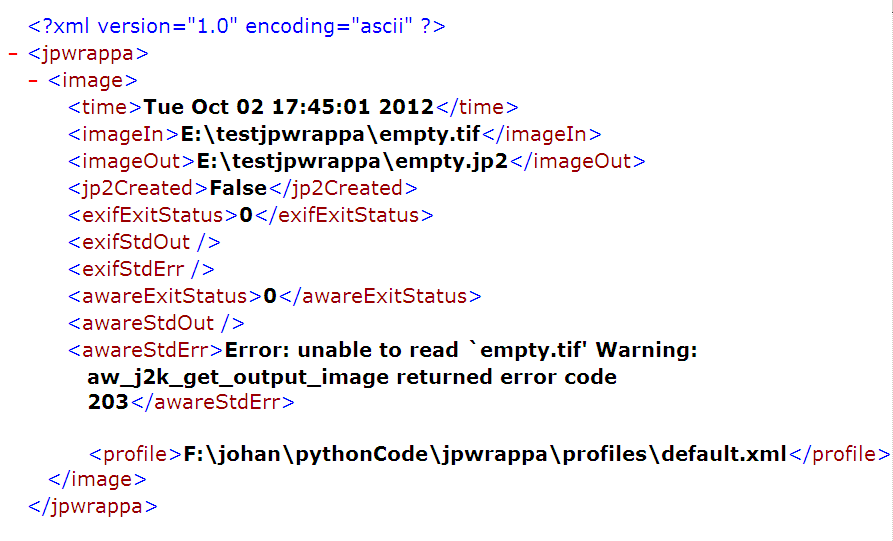 <?xml version="1.0" encoding="ascii" ?>
- <jpwrappa>
- <image>
<time>Tue Oct 02 17:45:01 2012</time>
<imageIn>E:\testjpwrappa\empty.tif</imageIn>
<imageOut>E:\testjpwrappa\empty.jp2</imageOut>
<jp2Created>False</jp2Created>
<exifExitStatus>0</exifExitStatus>
<exifStdOut />
<exifStdErr />
<awareExitStatus>0</awareExitStatus>
<awareStdOut />
<awareStdErr>Error: unable to read `empty.tif' Warning:
aw_j2k_get_output_image returned error code
203</awareStdErr>
<profile>F:\johan\pythonCode\jpwrappa\profiles\default.xml</profile>
</image>
</jpwrappa>